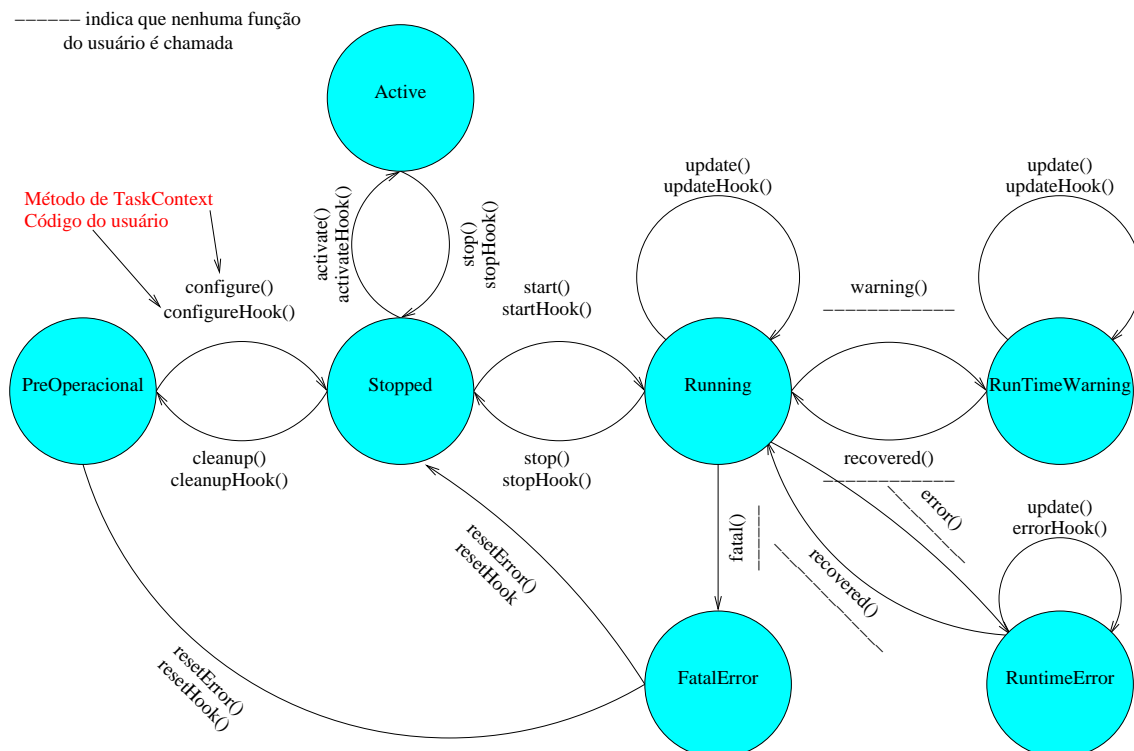 ------ indica que nenhuma função
do usuário é chamada
Active
Método de TaskContext
Código do usuário
configure()
configureHook()
activate()
activateHook()
stop()
stopHook()
start()
startHook()
update()
updateHook()
warning()
------------
update()
updateHook()
PreOperacional
Stopped
Running
RunTimeWarning
cleanup()
cleanupHook()
stop()
stopHook()
recovered()
------------
error()
------------
fatal()
------
recovered()
------------
update()
errorHook()
resetError()
resetHook
resetError()
resetHook()
FatalError
RuntimeError